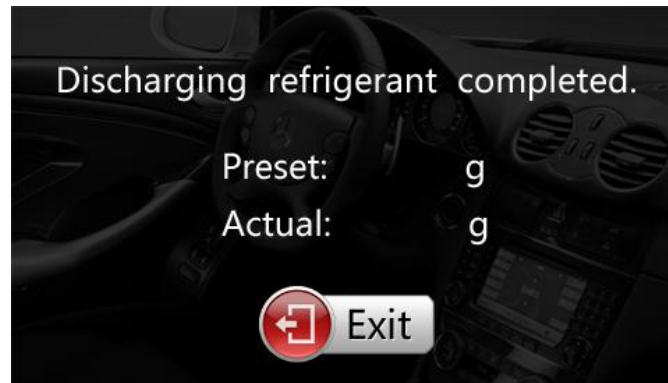 Discharging refrigerant completed.
Preset: g
Actual: g
Exit